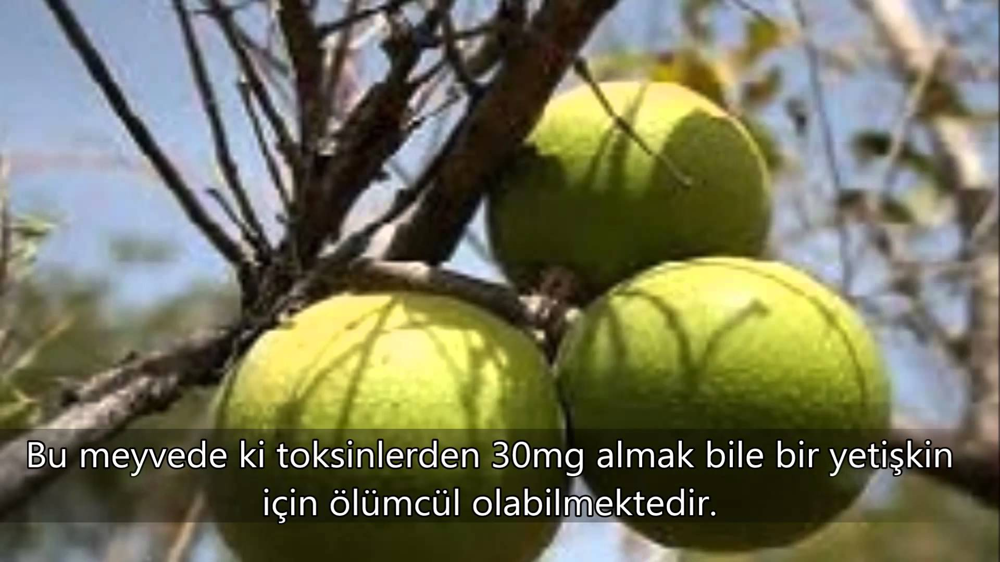 Bu meyvede ki toksinlerden 30mg almak bile bir yetişkin
için ölümcül olabilmektedir.